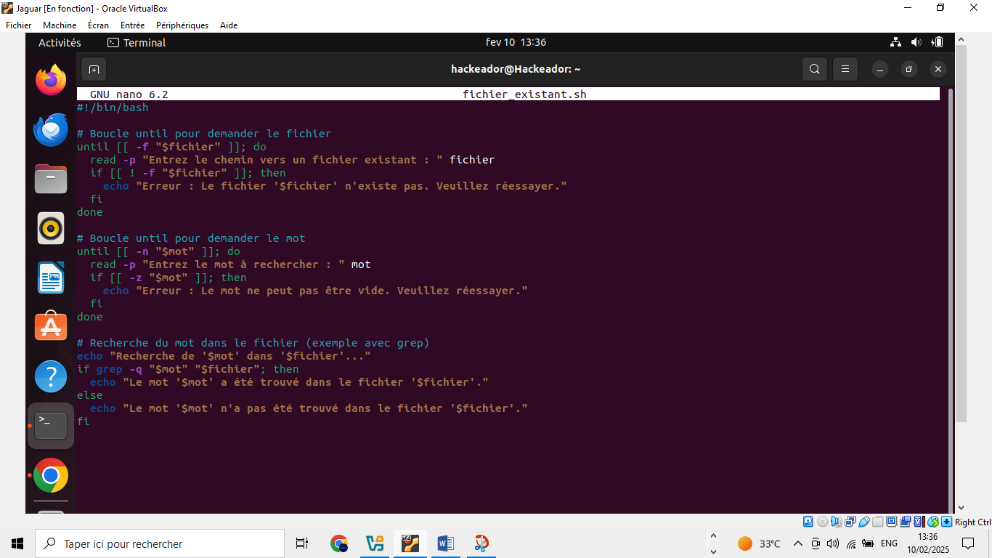 Jaguar [En fonction] - Oracle VirtualBox
Fichier Machine Écran Entrée Périphériques Aide
Activités Terminal fev 10 13:36
hackeador@Hackeador: ~
GNU nano 6.2 fichier_existant.sh
#!/bin/bash
# Boucle until pour demander le fichier
until [[ -f "$fichier" ]]; do
read -p "Entrez le chemin vers un fichier existant : " fichier
if [[ ! -f "$fichier" ]]; then
echo "Erreur : Le fichier '$fichier' n'existe pas. Veuillez réessayer."
fi
done
# Boucle until pour demander le mot
until [[ -n "$mot" ]]; do
read -p "Entrez le mot à rechercher : " mot
if [[ -z "$mot" ]]; then
echo "Erreur : Le mot ne peut pas être vide. Veuillez réessayer."
fi
done
# Recherche du mot dans le fichier (exemple avec grep)
echo "Recherche de '$mot' dans '$fichier'..."
if grep -q "$mot" "$fichier"; then
echo "Le mot '$mot' a été trouvé dans le fichier '$fichier'."
else
echo "Le mot '$mot' n'a pas été trouvé dans le fichier '$fichier'."
fi
Right Ctrl
Taper ici pour rechercher
33°C
ENG
13:36
10/02/2025